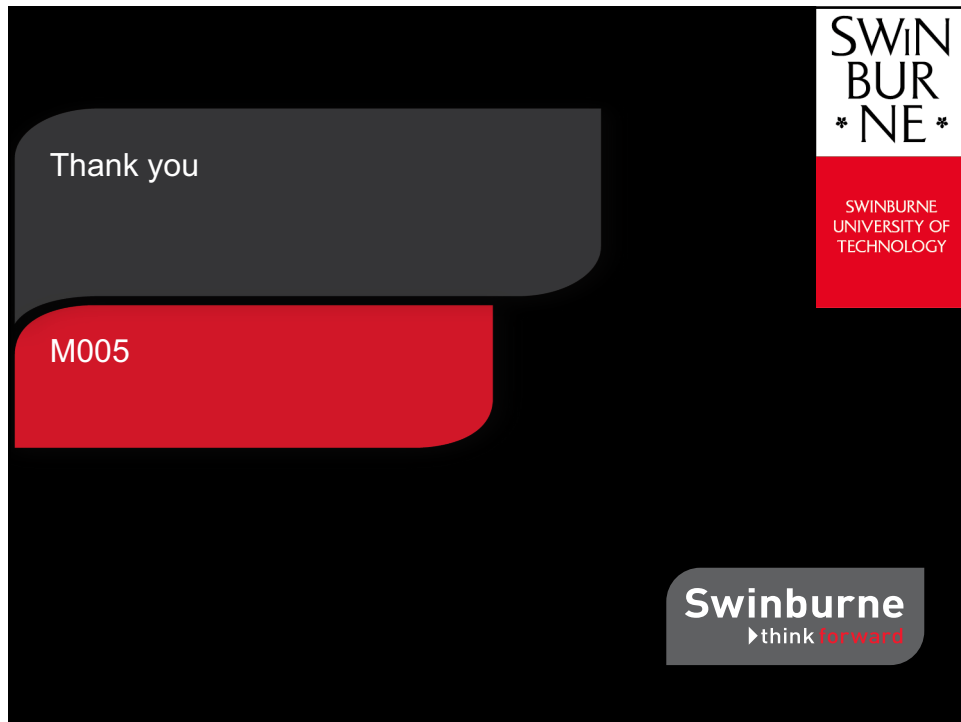 SWiN
BUR
NE
SWINBURNE
UNIVERSITY OF
TECHNOLOGY
Thank you
M005
Swinburne
think forward